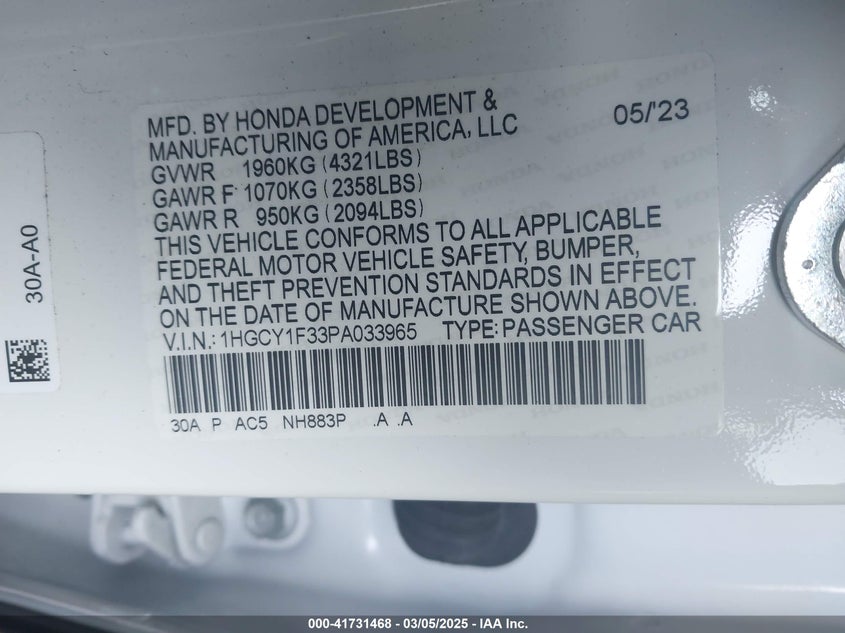 MFD. BY HONDA DEVELOPMENT &
MANUFACTURING OF AMERICA, LLC
05/'23
GVWR 1960KG (4321LBS)
GAWR F 1070KG (2358LBS)
GAWR R 950KG (2094LBS)
THIS VEHICLE CONFORMS TO ALL APPLICABLE
FEDERAL MOTOR VEHICLE SAFETY, BUMPER,
AND THEFT PREVENTION STANDARDS IN EFFECT
ON THE DATE OF MANUFACTURE SHOWN ABOVE.
V.I.N.: 1HGCY1F33PA033965 TYPE: PASSENGER CAR
30A P AC5 NH883P .A .A
30A-A0
000-41731468 - 03/05/2025 - IAA Inc.